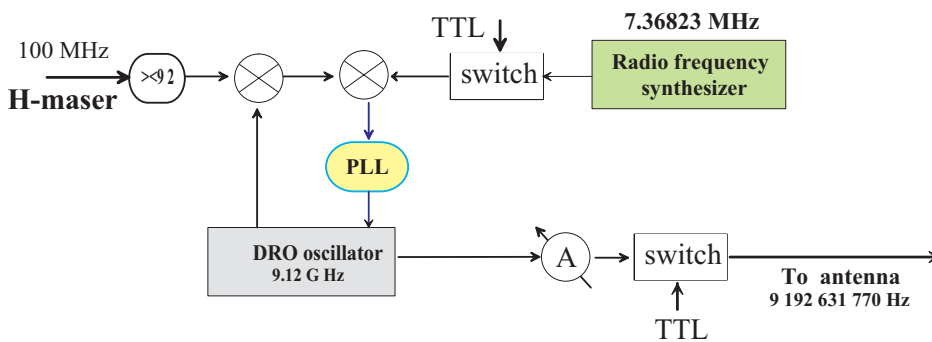 TTL
7.36823 MHz
100 MHz
H-maser
><92
switch
Radio frequency
synthesizer
PLL
DRO oscillator
9.12 G Hz
A
switch
To antenna
9 192 631 770 Hz
TTL